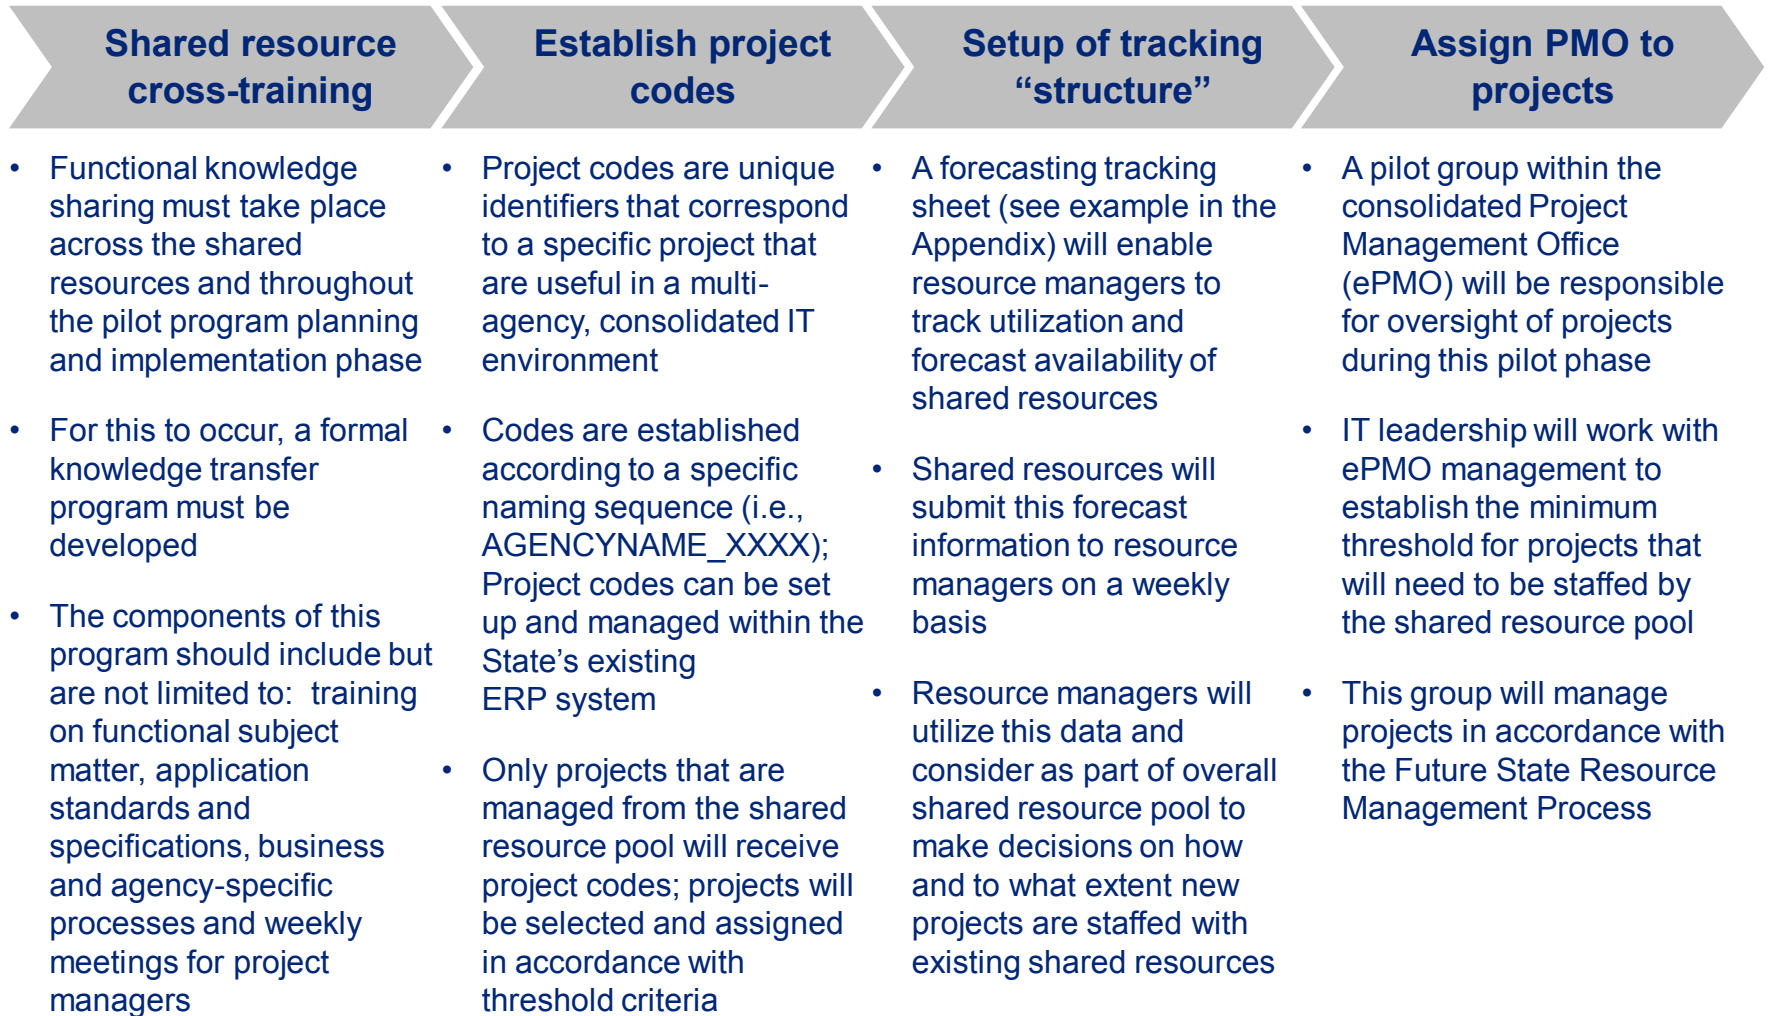 Shared resource
cross-training
Establish project
codes
Setup of tracking
“structure”
Assign PMO to
projects
• Functional knowledge
sharing must take place
across the shared
resources and throughout
the pilot program planning
and implementation phase
• For this to occur, a formal
knowledge transfer
program must be
developed
• The components of this
program should include but
are not limited to: training
on functional subject
matter, application
standards and
specifications, business
and agency-specific
processes and weekly
meetings for project
managers
• Project codes are unique
identifiers that correspond
to a specific project that
are useful in a multi-
agency, consolidated IT
environment
• Codes are established
according to a specific
naming sequence (i.e.,
AGENCYNAME_XXXX);
Project codes can be set
up and managed within the
State’s existing
ERP system
• Only projects that are
managed from the shared
resource pool will receive
project codes; projects will
be selected and assigned
in accordance with
threshold criteria
• A forecasting tracking
sheet (see example in the
Appendix) will enable
resource managers to
track utilization and
forecast availability of
shared resources
• Shared resources will
submit this forecast
information to resource
managers on a weekly
basis
• Resource managers will
utilize this data and
consider as part of overall
shared resource pool to
make decisions on how
and to what extent new
projects are staffed with
existing shared resources
• A pilot group within the
consolidated Project
Management Office
(ePMO) will be responsible
for oversight of projects
during this pilot phase
• IT leadership will work with
ePMO management to
establish the minimum
threshold for projects that
will need to be staffed by
the shared resource pool
• This group will manage
projects in accordance with
the Future State Resource
Management Process